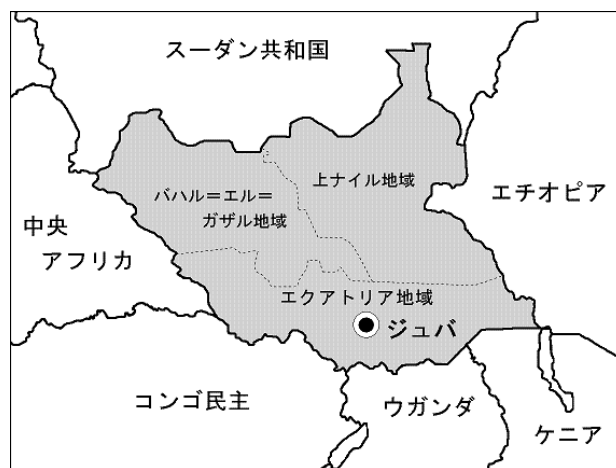 スーダン共和国
上ナイル地域
バハル＝エル＝
ガザル地域
エチオピア
中央
アフリカ
エクアトリア地域
ジュバ
コンゴ民主
ウガンダ
ケニア